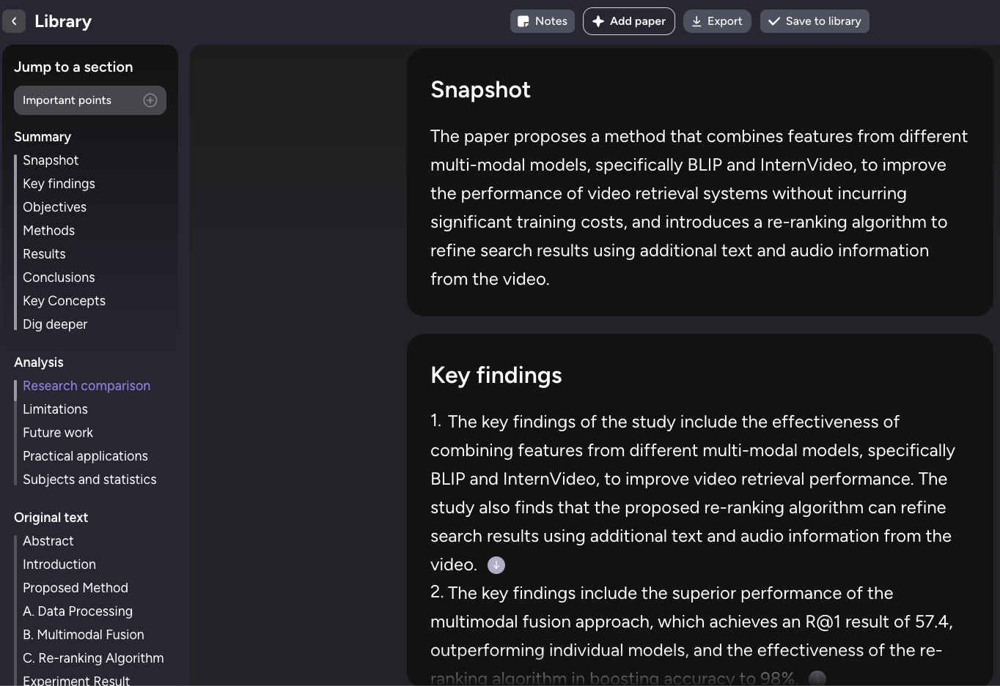 Library
Notes
Add paper
Export
Save to library
Jump to a section
Important points
Summary
Snapshot
Key findings
Objectives
Methods
Results
Conclusions
Key Concepts
Dig deeper
Analysis
Research comparison
Limitations
Future work
Practical applications
Subjects and statistics
Original text
Abstract
Introduction
Proposed Method
A. Data Processing
B. Multimodal Fusion
C. Re-ranking Algorithm
Experiment Result
Snapshot
The paper proposes a method that combines features from different
multi-modal models, specifically BLIP and InternVideo, to improve
the performance of video retrieval systems without incurring
significant training costs, and introduces a re-ranking algorithm to
refine search results using additional text and audio information
from the video.
Key findings
1. The key findings of the study include the effectiveness of
combining features from different multi-modal models, specifically
BLIP and InternVideo, to improve video retrieval performance. The
study also finds that the proposed re-ranking algorithm can refine
search results using additional text and audio information from the
video.
2. The key findings include the superior performance of the
multimodal fusion approach, which achieves an R@1 result of 57.4,
outperforming individual models, and the effectiveness of the re-
ranking algorithm in boosting accuracy to 98%.